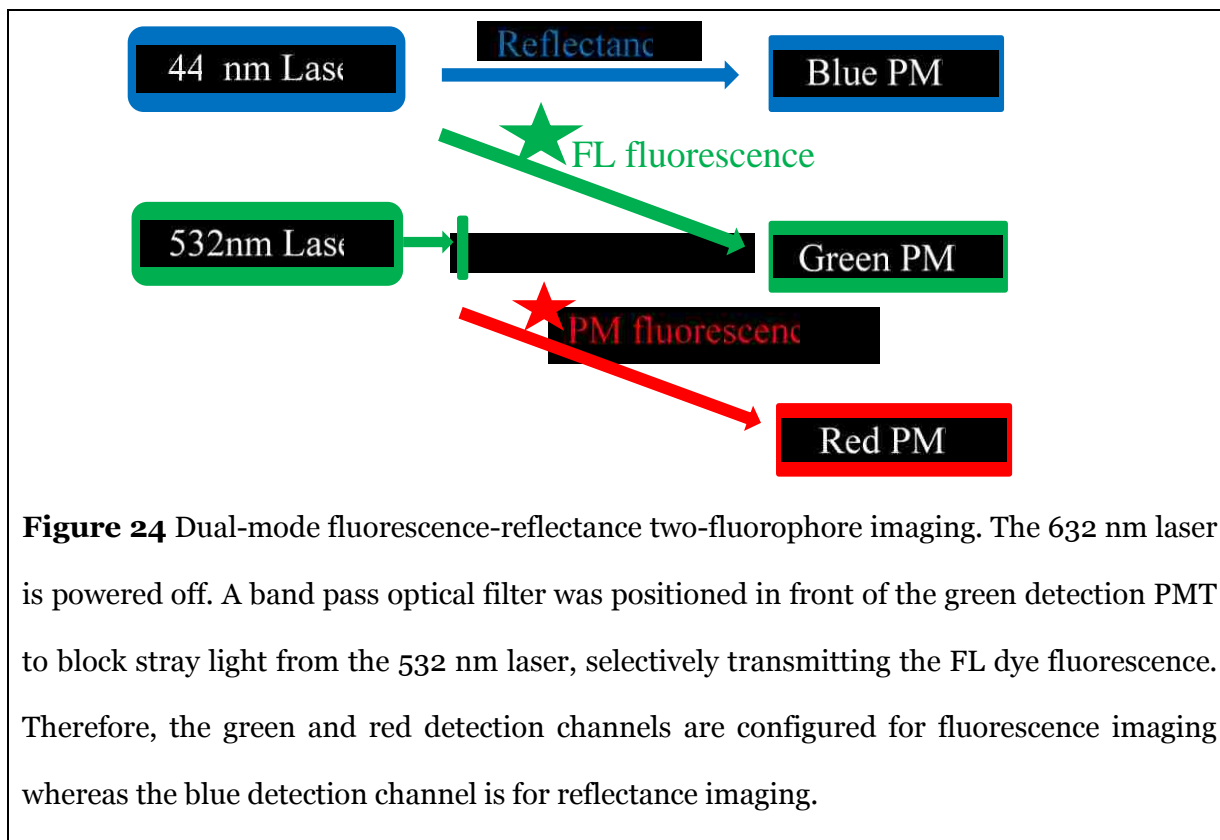 44 nm Las
Reflectanc
Blue PM
FL fluorescence
532nm Las
Green PM
PM fluorescenc
Red PM
Figure 24 Dual-mode fluorescence-reflectance two-fluorophore imaging. The 632 nm laser
is powered off. A band pass optical filter was positioned in front of the green detection PMT
to block stray light from the 532 nm laser, selectively transmitting the FL dye fluorescence.
Therefore, the green and red detection channels are configured for fluorescence imaging
whereas the blue detection channel is for reflectance imaging.